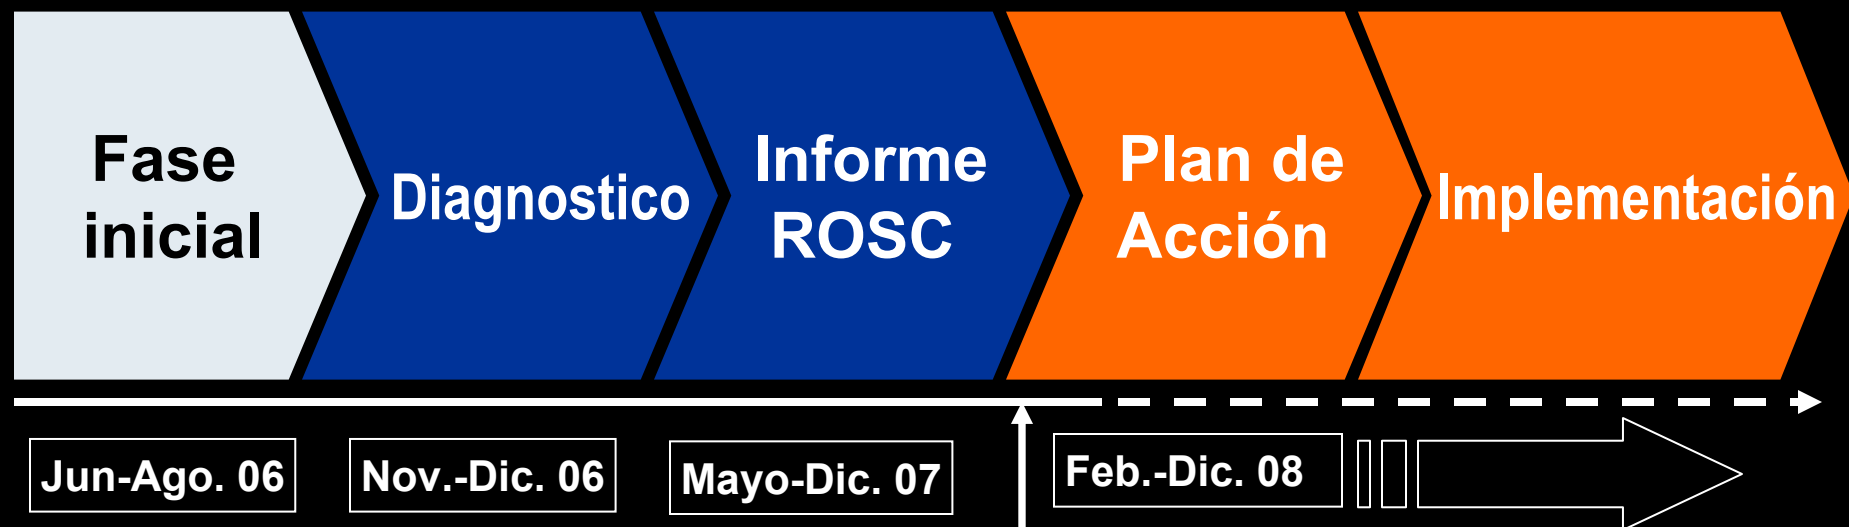 Fase
inicial
Diagnostico
Informe
ROSC
Plan de
Acción
Implementación
Jun-Ago. 06
Nov.-Dic. 06
Mayo-Dic. 07
Feb.-Dic. 08